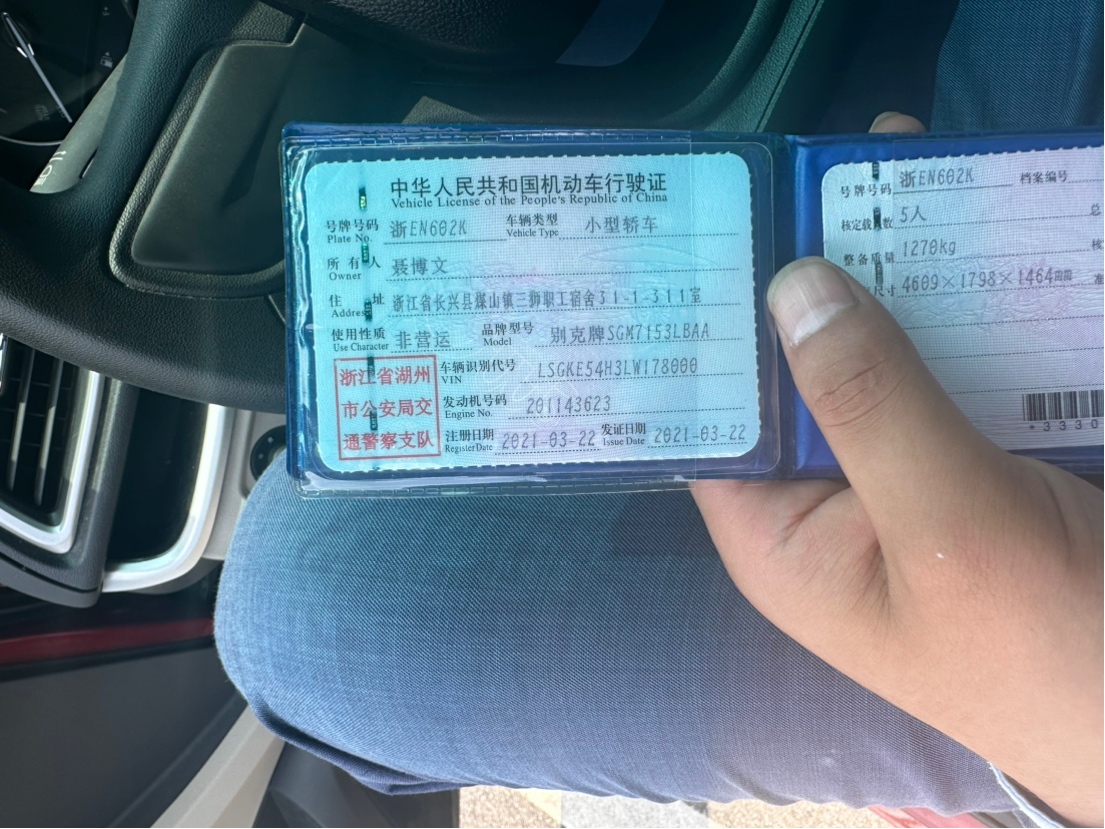 中华人民共和国机动车行驶证
Vehicle License of the People's Republic of China
号牌号码 浙EN602K 车辆类型 小型轿车
Plate No. Vehicle Type
所有人 聂博文
Owner
住址 浙江省长兴县煤山镇三狮职工宿舍31-1-311室
Address
使用性质 非营运 品牌型号 别克牌SGM7153LBAA
Use Character Model
浙江省湖州
市公安局交
通警察支队
车辆识别代号 LSGKE54H3LW178000
VIN
发动机号码 201143623
Engine No.
注册日期 2021-03-22 发证日期 2021-03-22
Register Date Issue Date
号牌号码 浙EN602K 档案编号
核定载人数 5人 总
整备质量 1270kg 核
尺寸 4609×1798×1464mm 准
*3330